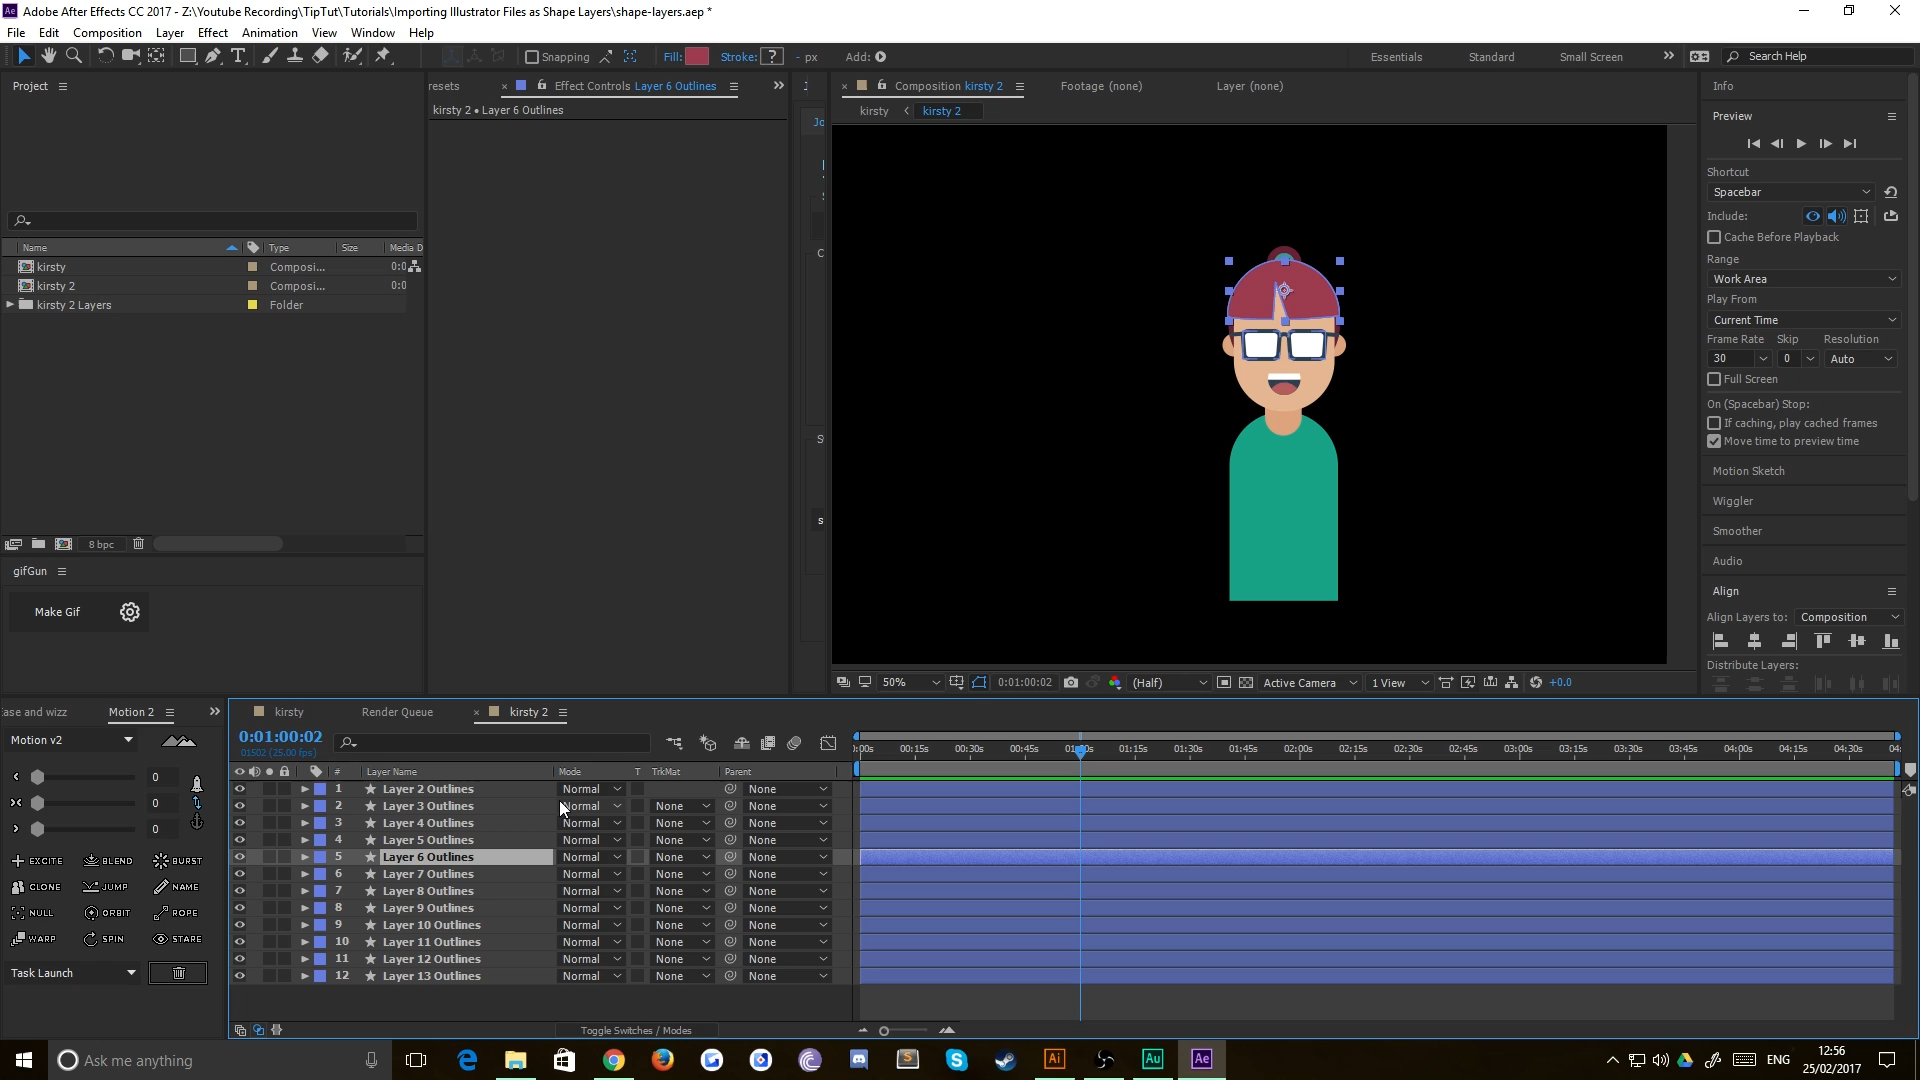 Adobe After Effects CC 2017 - Z:\Youtube Recording\TipTut\Tutorials\Importing Illustrator Files as Shape Layers\shape-layers.aep *
File Edit Composition Layer Effect Animation View Window Help
Snapping Fill: Stroke: ? - px Add: Essentials Standard Small Screen Search Help
Project resets Effect Controls Layer 6 Outlines Composition kirsty 2 Footage (none) Layer (none) Info
kirsty 2 • Layer 6 Outlines kirsty kirsty 2
Preview
Shortcut
Spacebar
Include:
Cache Before Playback
Range
Work Area
Play From
Current Time
Frame Rate Skip Resolution
30 0 Auto
Full Screen
On (Spacebar) Stop:
If caching, play cached frames
Move time to preview time
Motion Sketch
Wiggler
Smoother
Audio
Align
Align Layers to: Composition
Distribute Layers:
Name Type Size Media D
kirsty Composi... 0:0
kirsty 2 Composi... 0:0
kirsty 2 Layers Folder
8 bpc
gifGun
Make Gif
50% 0:01:00:02 (Half) Active Camera 1 View +0.0
ase and wizz Motion 2
Motion v2
0
0
0
EXCITE BLEND BURST
CLONE JUMP NAME
NULL ORBIT ROPE
WARP SPIN STARE
Task Launch
kirsty Render Queue kirsty 2
0:01:00:02
01502 (25.00 fps)
00s 00:15s 00:30s 00:45s 01:15s 01:30s 01:45s 02:00s 02:15s 02:30s 02:45s 03:00s 03:15s 03:30s 03:45s 04:00s 04:15s 04:30s
# Layer Name Mode T TrkMat Parent
1 Layer 2 Outlines Normal None
2 Layer 3 Outlines Normal None None
3 Layer 4 Outlines Normal None None
4 Layer 5 Outlines Normal None None
5 Layer 6 Outlines Normal None None
6 Layer 7 Outlines Normal None None
7 Layer 8 Outlines Normal None None
8 Layer 9 Outlines Normal None None
9 Layer 10 Outlines Normal None None
10 Layer 11 Outlines Normal None None
11 Layer 12 Outlines Normal None None
12 Layer 13 Outlines Normal None None
Toggle Switches / Modes
Ask me anything Ai Au Ae ENG 12:56
25/02/2017